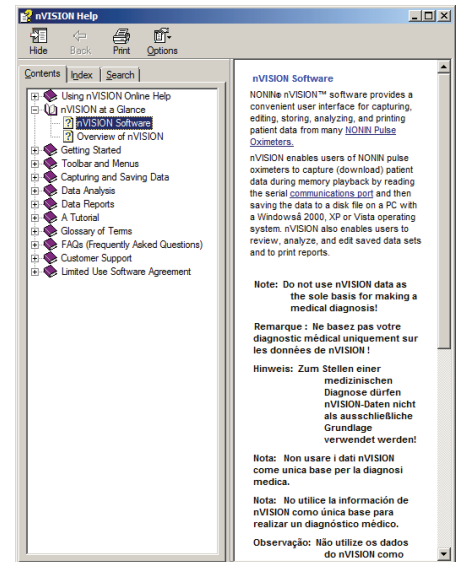 nVISION Help
Hide Back Print Options
Contents Index Search
Using nVISION Online Help
nVISION at a Glance
nVISION Software
Overview of nVISION
Getting Started
Toolbar and Menus
Capturing and Saving Data
Data Analysis
Data Reports
A Tutorial
Glossary of Terms
FAQs (Frequently Asked Questions)
Customer Support
Limited Use Software Agreement
nVISION Software
NONIN® nVISION™ software provides a
convenient user interface for capturing,
editing, storing, analyzing, and printing
patient data from many NONIN Pulse
Oximeters.
nVISION enables users of NONIN pulse
oximeters to capture (download) patient
data during memory playback by reading
the serial communications port and then
saving the data to a disk file on a PC with
a Windowså 2000, XP or Vista operating
system. nVISION also enables users to
review, analyze, and edit saved data sets
and to print reports.
Note: Do not use nVISION data as
the sole basis for making a
medical diagnosis!
Remarque : Ne basez pas votre
diagnostic médical uniquement sur
les données de nVISION !
Hinweis: Zum Stellen einer
medizinischen
Diagnose dürfen
nVISION-Daten nicht
als ausschließliche
Grundlage
verwendet werden!
Nota: Non usare i dati nVISION
come unica base per la diagnosi
medica.
Nota: No utilice la información de
nVISION como única base para
realizar un diagnóstico médico.
Observação: Não utilize os dados
do nVISION como